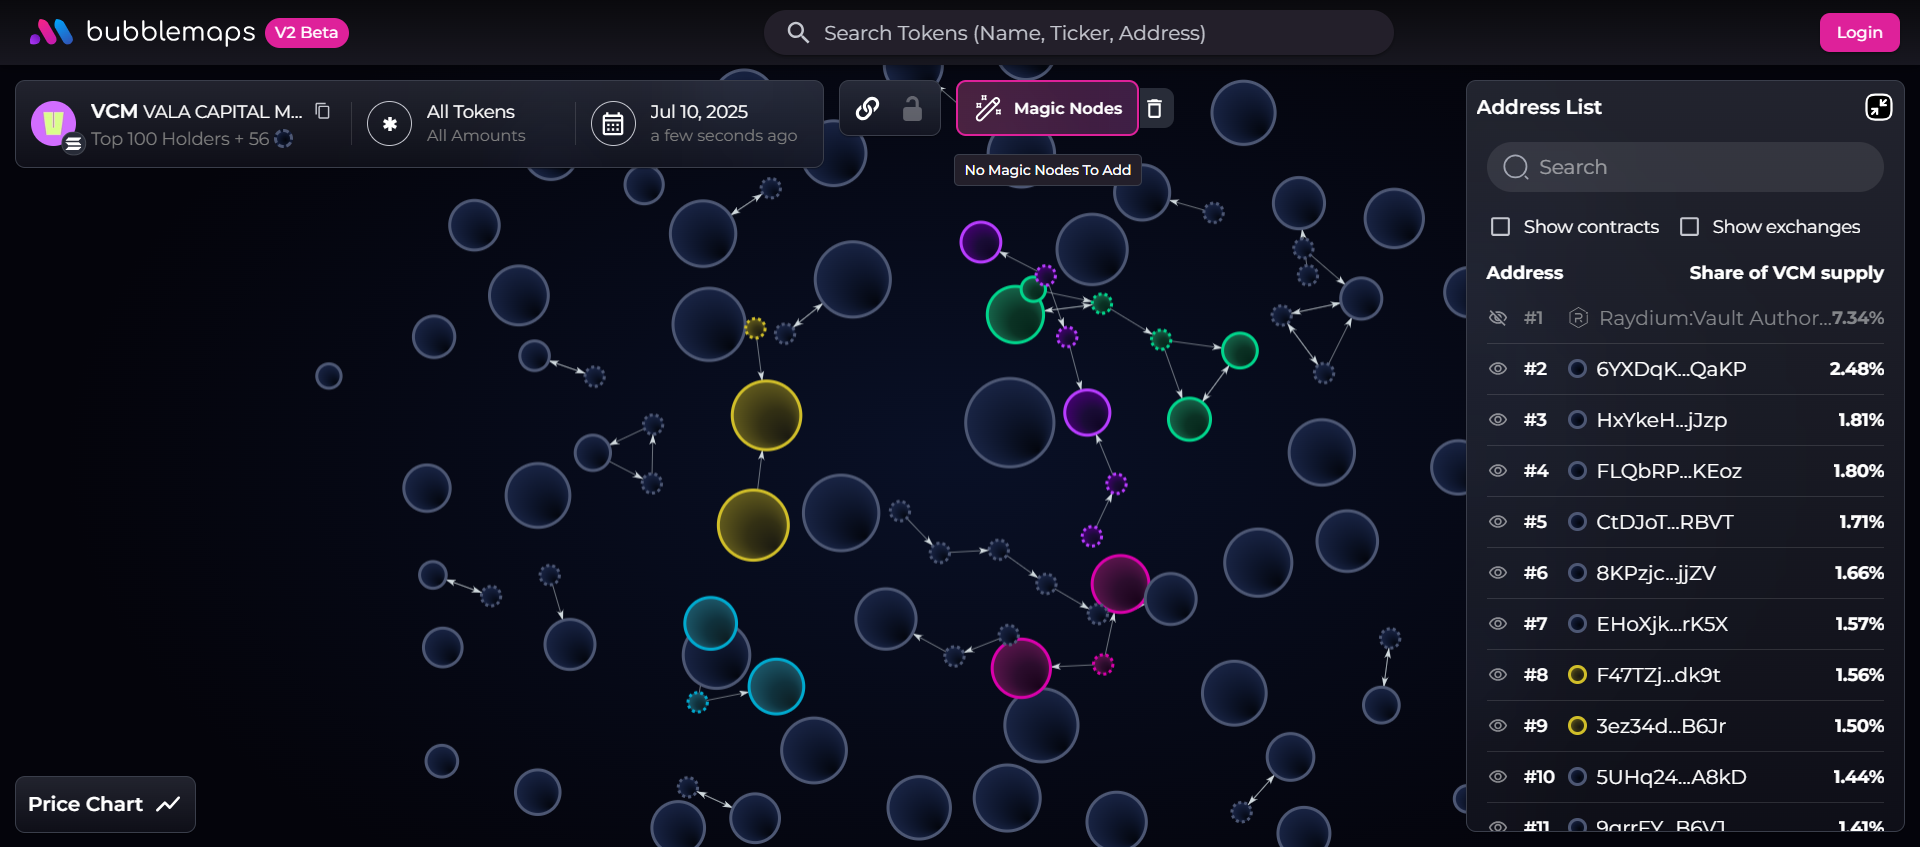 bubblemaps V2 Beta
Search Tokens (Name, Ticker, Address)
Login
VCM VALA CAPITAL M...
Top 100 Holders + 56
All Tokens
All Amounts
Jul 10, 2025
a few seconds ago
Magic Nodes
No Magic Nodes To Add
Address List
Search
Show contracts Show exchanges
Address Share of VCM supply
#1 Raydium:Vault Author...7.34%
#2 6YXDqK...QaKP 2.48%
#3 HxYkeH...jJzp 1.81%
#4 FLQbRP...KEoz 1.80%
#5 CtDJoT...RBVT 1.71%
#6 8KPzjc...jjZV 1.66%
#7 EHoXjk...rK5X 1.57%
#8 F47TZj...dk9t 1.56%
#9 3ez34d...B6Jr 1.50%
#10 5UHq24...A8kD 1.44%
#11 1.41%
Price Chart